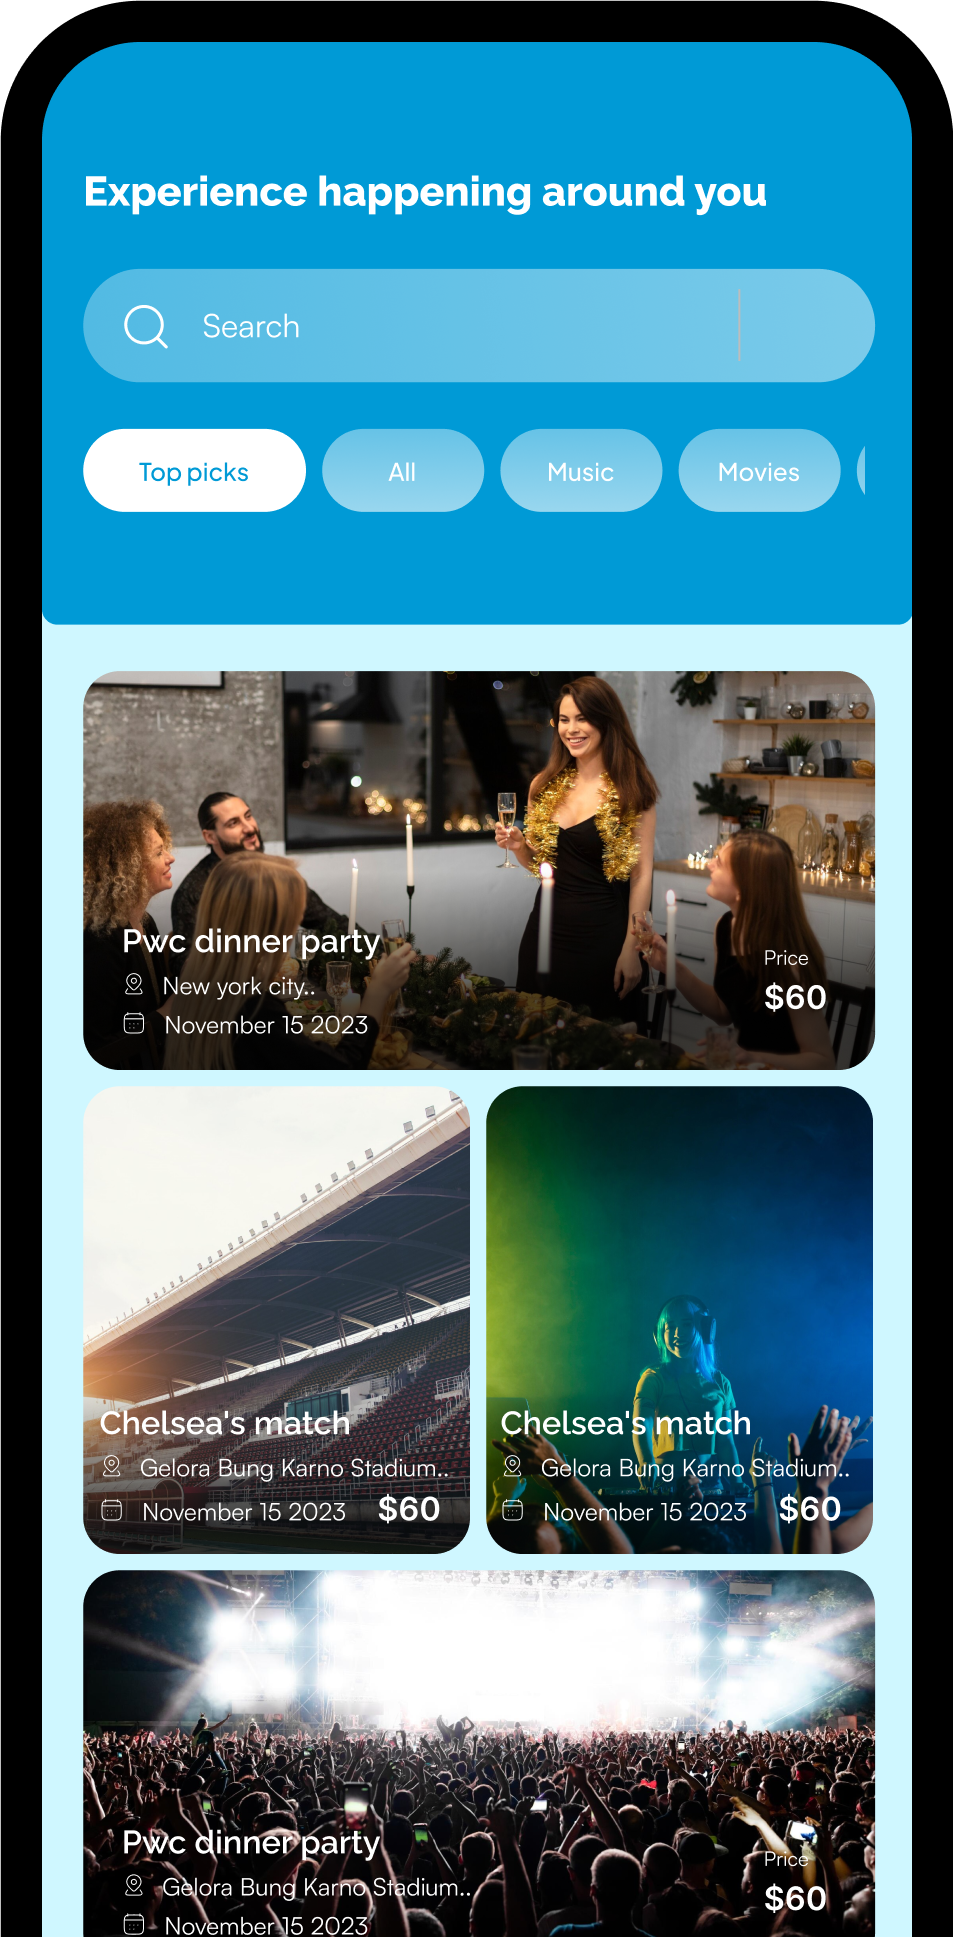 Experience happening around you
Search
Top picks
All
Music
Movies
Pwc dinner party
New york city..
November 15 2023
Price
$60
Chelsea's match
Gelora Bung Karno Stadium..
November 15 2023
$60
Chelsea's match
Gelora Bung Karno Stadium..
November 15 2023
$60
Pwc dinner party
Gelora Bung Karno Stadium..
November 15 2023
Price
$60